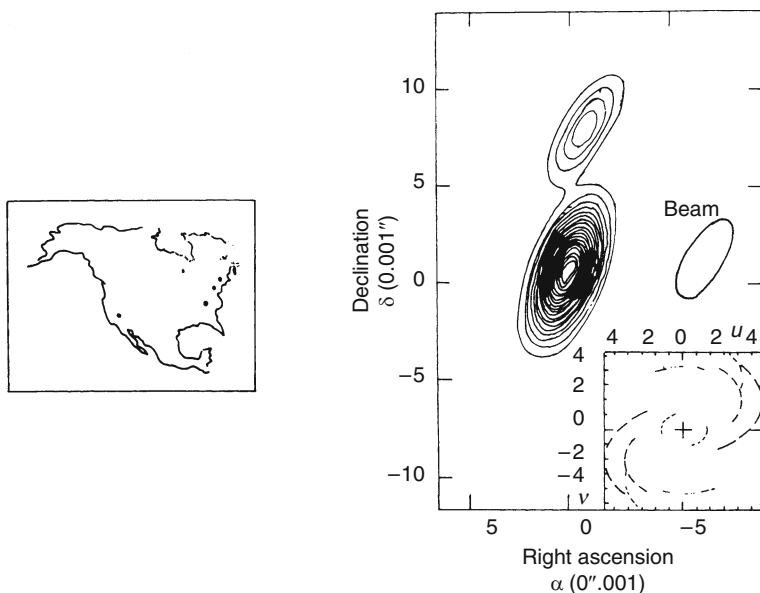 10
5
0
−5
−10
Declination
δ (0.001″)
Beam
4 2 0 u 2 4
4
2
0
−2
−4
v
5 0 −5
Right ascension
α (0″.001)